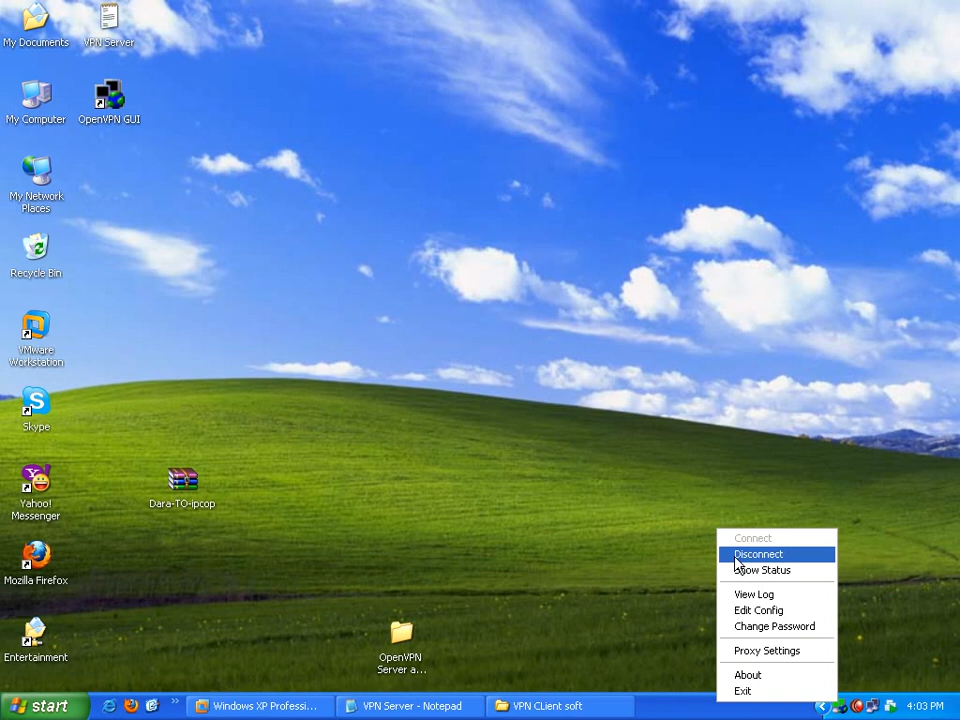 My Documents
VPN Server
My Computer
OpenVPN GUI
My Network
Places
Recycle Bin
VMware
Workstation
Skype
Yahoo!
Messenger
Dara-TO-ipcop
Mozilla Firefox
Entertainment
OpenVPN
Server a...
Connect
Disconnect
Show Status
View Log
Edit Config
Change Password
Proxy Settings
About
Exit
start
Windows XP Professi...
VPN Server - Notepad
VPN CLient soft
4:03 PM